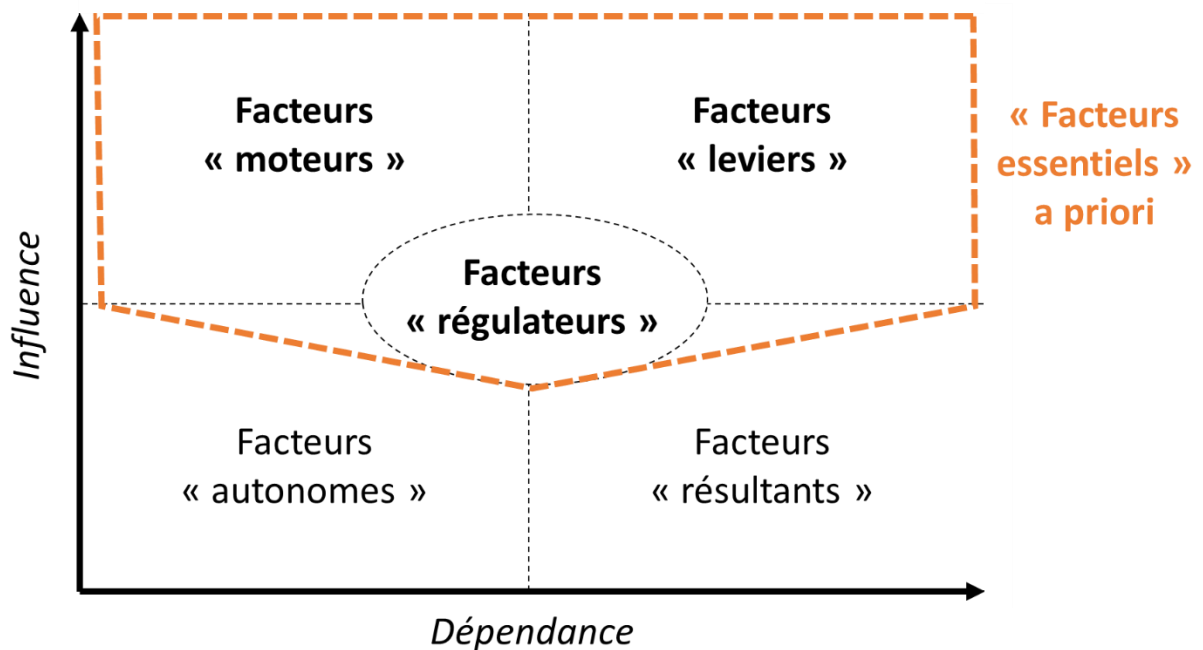 Facteurs
« moteurs »
Facteurs
« leviers »
« Facteurs
essentiels »
a priori
Facteurs
« régulateurs »
Influence
Facteurs
« autonomes »
Facteurs
« résultants »
Dépendance